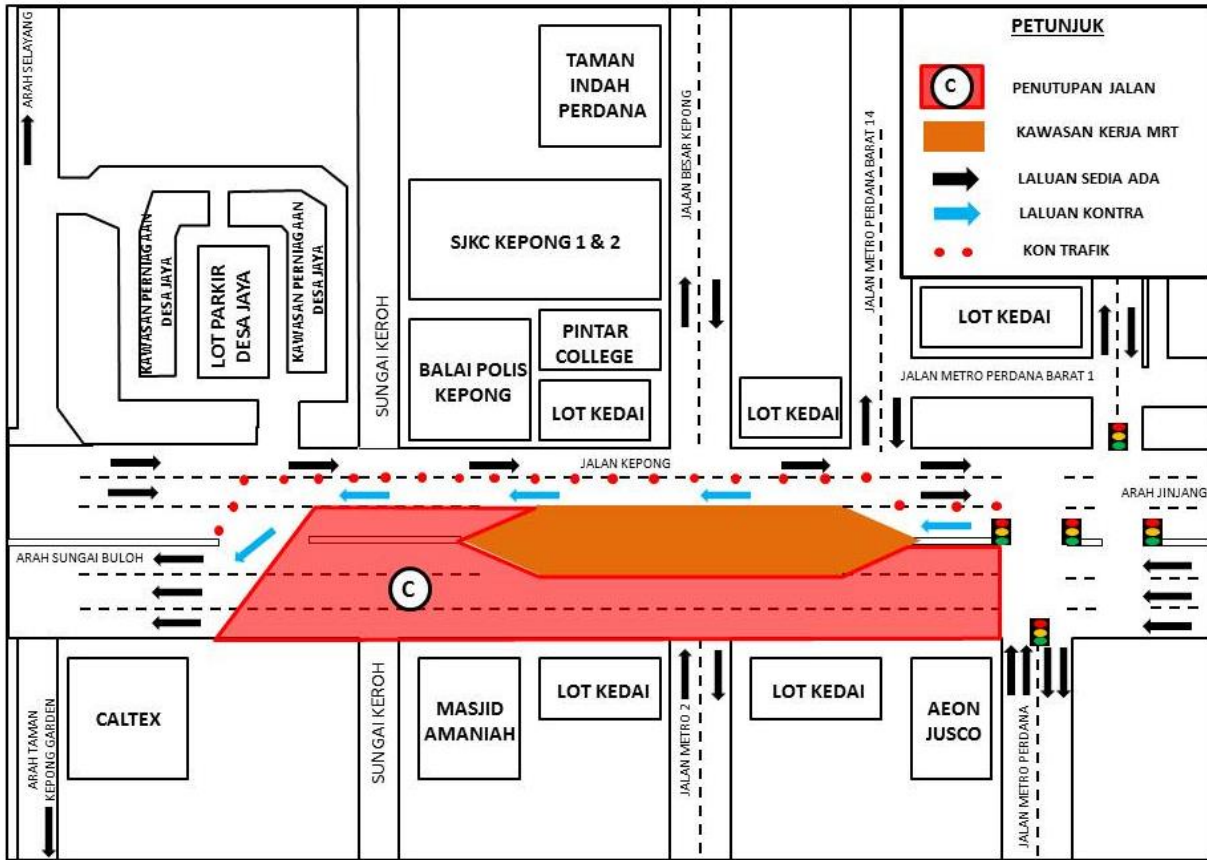 PETUNJUK
C
PENUTUPAN JALAN
KAWASAN KERJA MRT
LALUAN SEDIA ADA
LALUAN KONTRA
KON TRAFIK
ARAH SELAYANG
TAMAN
INDAH
PERDANA
JALAN BESAR KEPONG
JALAN METRO PERDANA BARAT 14
KAWASAN PERNIAGAAN
DESA JAYA
LOT PARKIR
DESA JAYA
KAWASAN PERNIAGAAN
DESA JAYA
SUNGAI KEROH
SJKC KEPONG 1 & 2
BALAI POLIS
KEPONG
PINTAR
COLLEGE
LOT KEDAI
LOT KEDAI
LOT KEDAI
JALAN METRO PERDANA BARAT 1
JALAN KEPONG
ARAH JINJANG
ARAH SUNGAI BULOH
C
ARAH TAMAN
KEPONG GARDEN
CALTEX
SUNGAI KEROH
MASJID
AMANIAH
LOT KEDAI
JALAN METRO 2
LOT KEDAI
AEON
JUSCO
JALAN METRO PERDANA